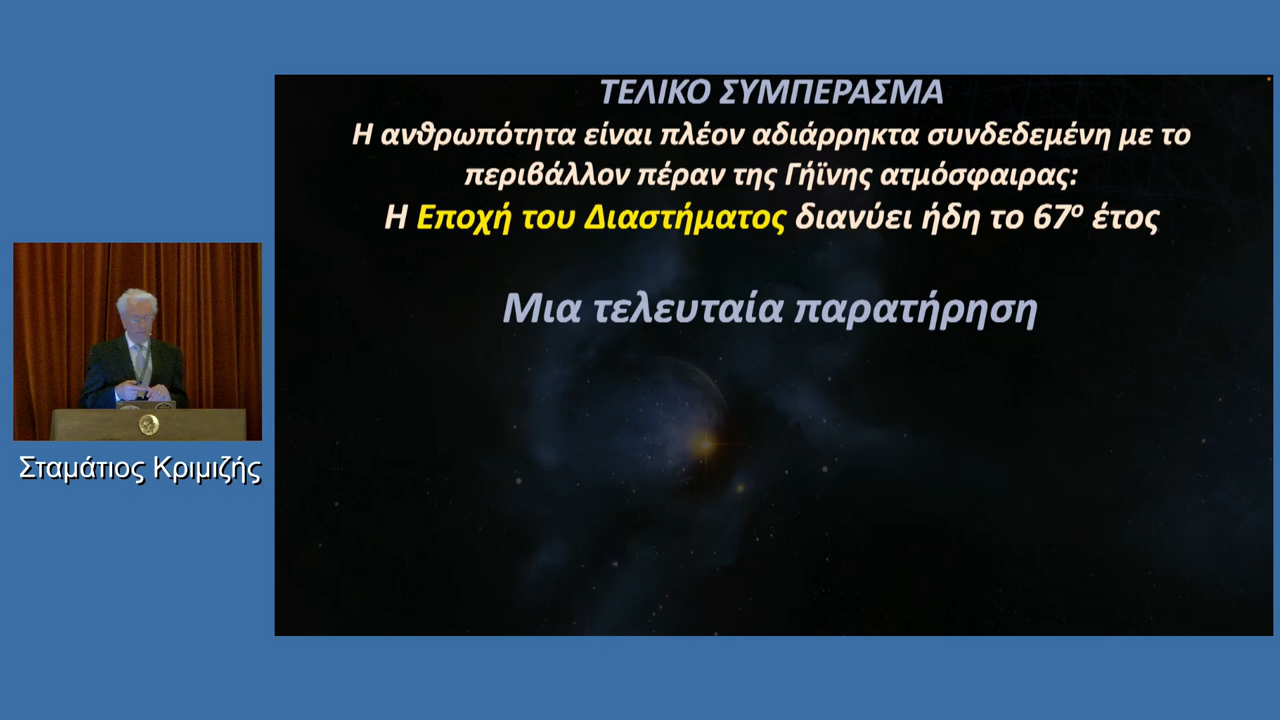 ΤΕΛΙΚΟ ΣΥΜΠΕΡΑΣΜΑ
Η ανθρωπότητα είναι πλέον αδιάρρηκτα συνδεδεμένη με το
περιβάλλον πέραν της Γήϊνης ατμόσφαιρας:
Η Εποχή του Διαστήματος διανύει ήδη το 67ο έτος
Μια τελευταία παρατήρηση
Σταμάτιος Κριμιζής